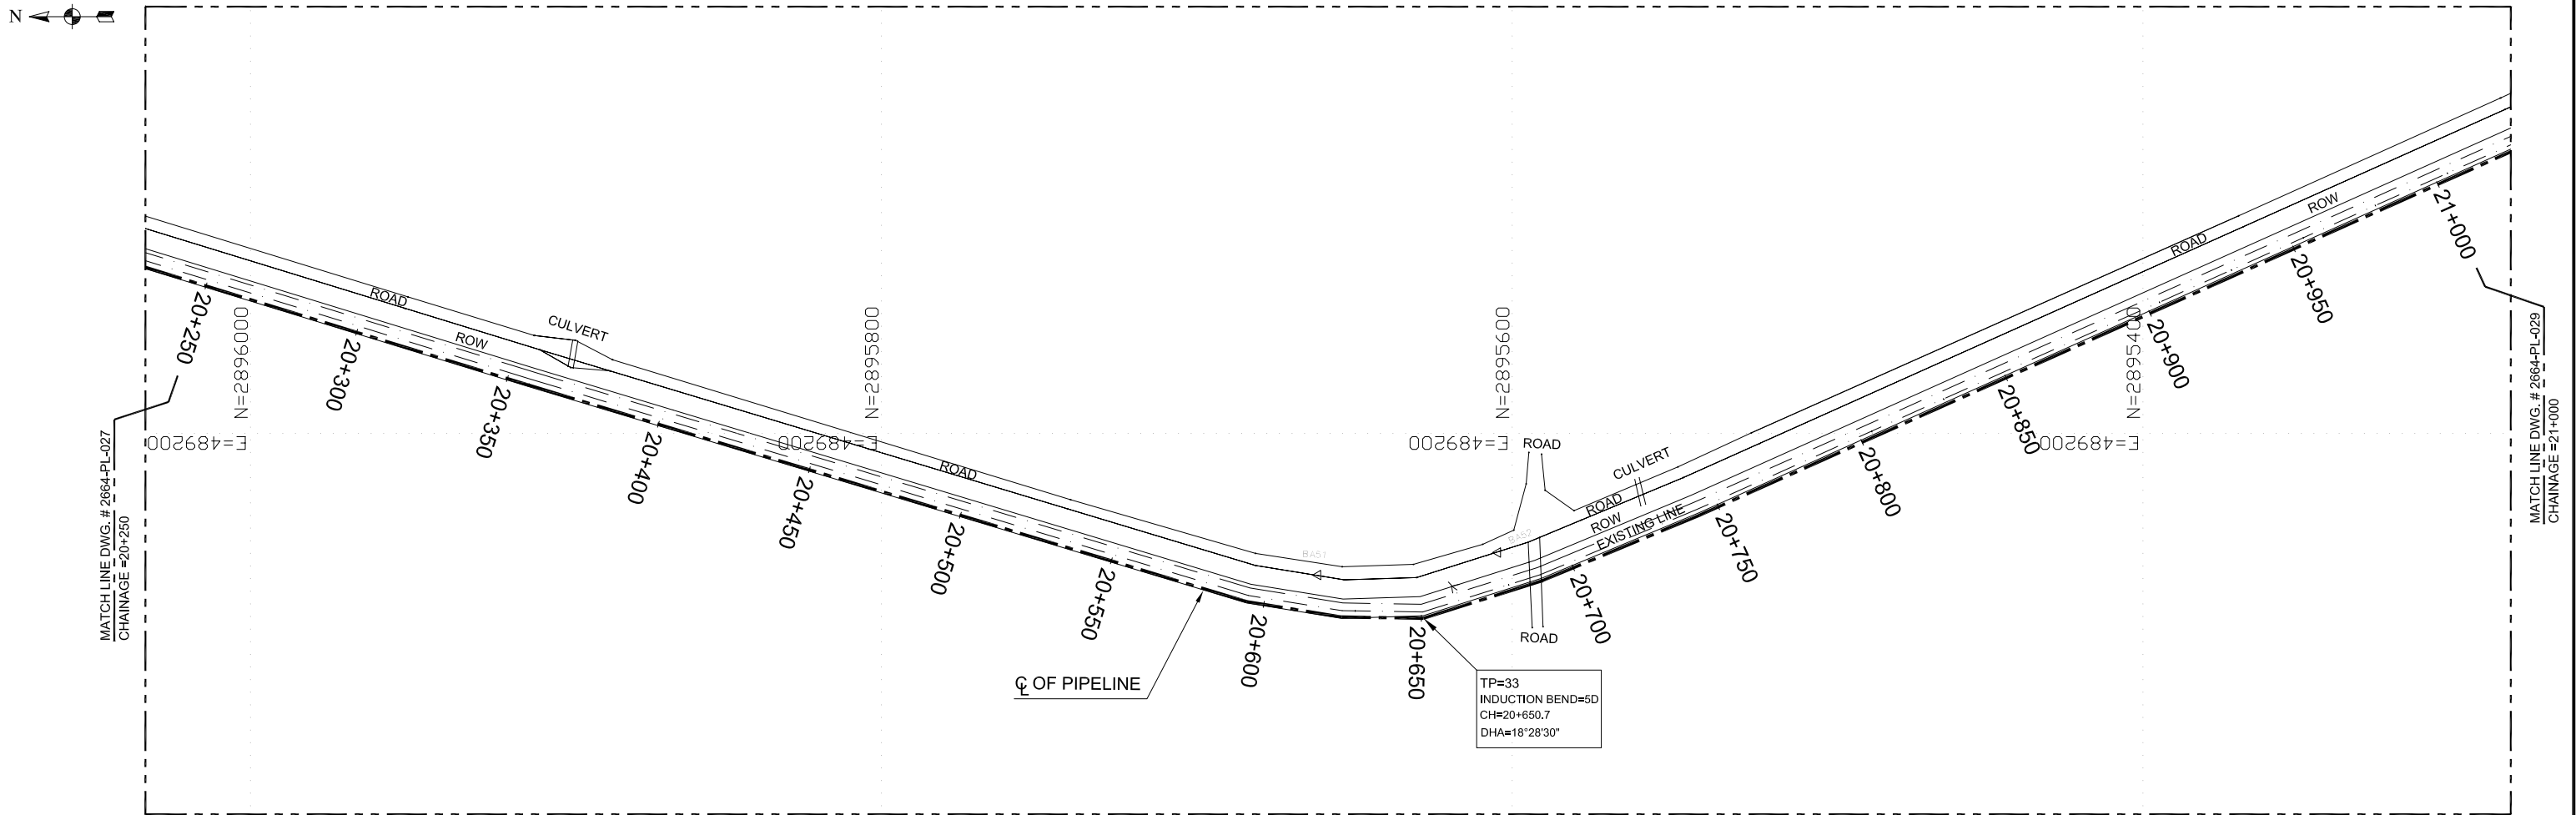 N
MATCH LINE DWG. # 2664-PL-027
CHAINAGE =20+250
20+250
N=2896000
E=489200
20+300
ROAD
ROW
20+350
CULVERT
20+400
20+450
N=2895800
E=489200
ROAD
20+500
20+550
℄ OF PIPELINE
20+600
BA51
20+650
TP=33
INDUCTION BEND=5D
CH=20+650.7
DHA=18°28'30"
N=2895600
E=489200
ROAD
BA52
ROAD
CULVERT
ROW
EXISTING LINE
ROAD
20+700
20+750
20+800
20+850
N=2895400
E=489200
20+900
ROAD
20+950
ROW
21+000
MATCH LINE DWG. # 2664-PL-029
CHAINAGE =21+000